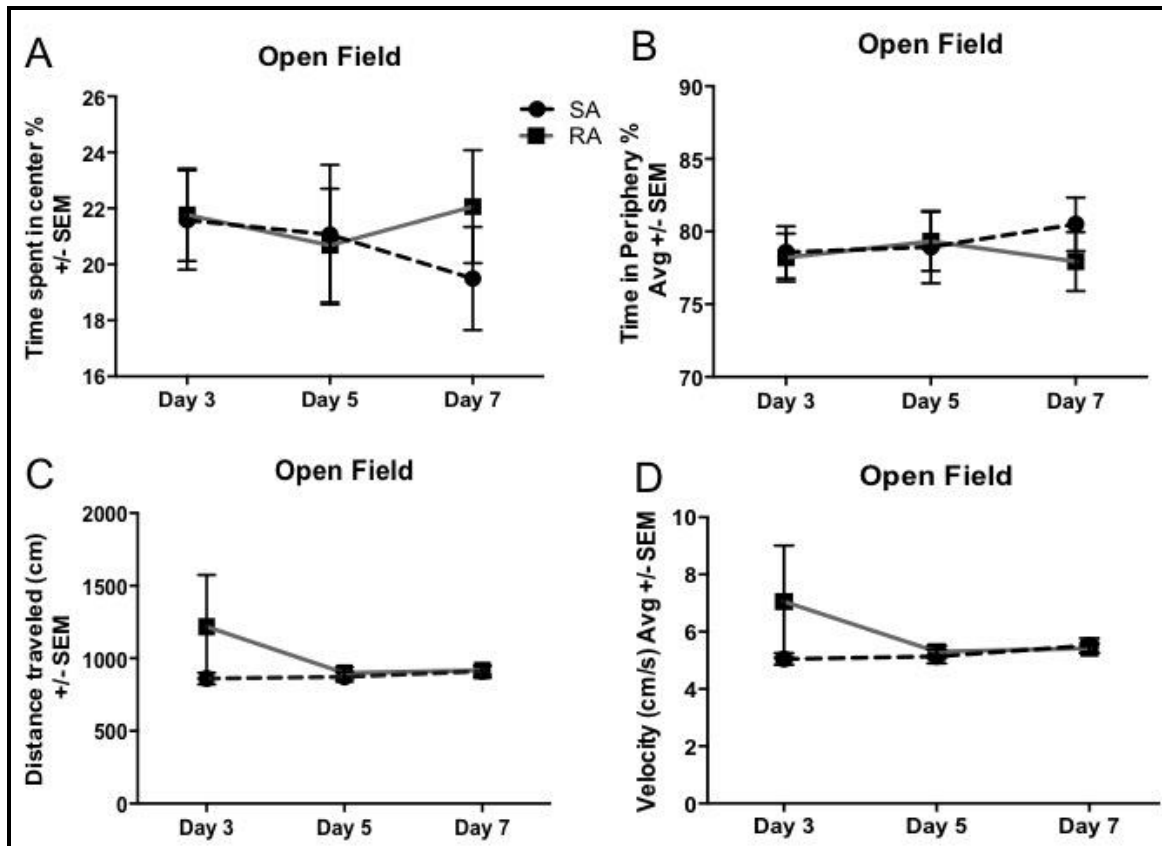 A
Open Field
Time spent in center %
+/- SEM
26
24
22
20
18
16
Day 3
Day 5
Day 7
SA
RA
B
Open Field
Time in Periphery %
Avg +/- SEM
90
85
80
75
70
Day 3
Day 5
Day 7
C
Open Field
Distance traveled (cm)
+/- SEM
2000
1500
1000
500
0
Day 3
Day 5
Day 7
D
Open Field
Velocity (cm/s) Avg +/- SEM
10
8
6
4
2
0
Day 3
Day 5
Day 7